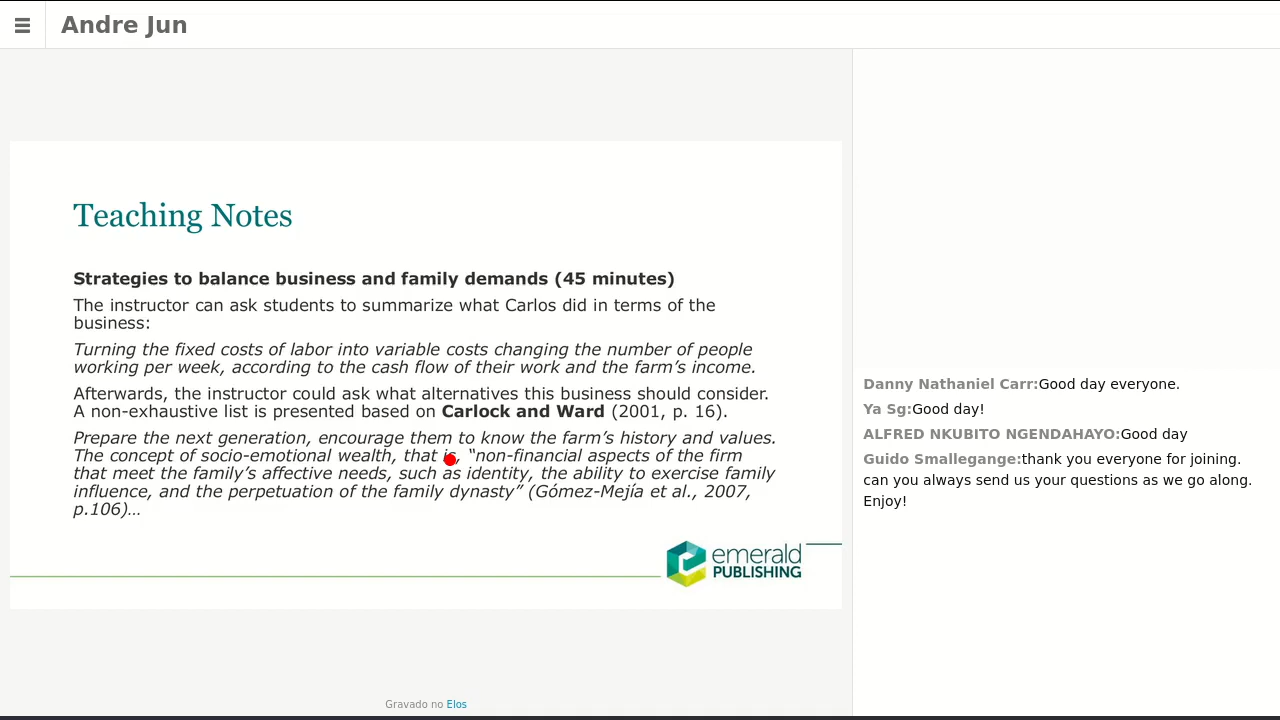 Andre Jun
Teaching Notes
Strategies to balance business and family demands (45 minutes)
The instructor can ask students to summarize what Carlos did in terms of the
business:
Turning the fixed costs of labor into variable costs changing the number of people
working per week, according to the cash flow of their work and the farm's income.
Afterwards, the instructor could ask what alternatives this business should consider.
A non-exhaustive list is presented based on Carlock and Ward (2001, p. 16).
Prepare the next generation, encourage them to know the farm's history and values.
The concept of socio-emotional wealth, that is, “non-financial aspects of the firm
that meet the family's affective needs, such as identity, the ability to exercise family
influence, and the perpetuation of the family dynasty” (Gómez-Mejía et al., 2007,
p.106)…
emerald
PUBLISHING
Gravado no Elos
Danny Nathaniel Carr:Good day everyone.
Ya Sg:Good day!
ALFRED NKUBITO NGENDAHAYO:Good day
Guido Smallegange:thank you everyone for joining.
can you always send us your questions as we go along.
Enjoy!